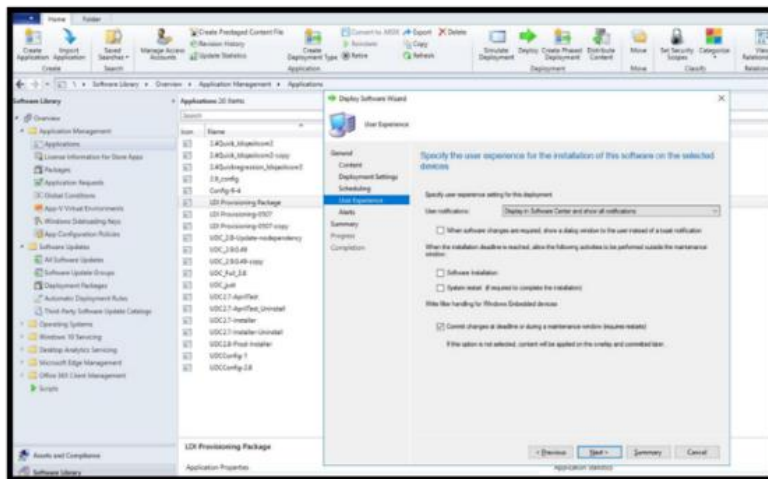 Home Folder
Create Application
Import Application
Saved Searches
Manage Access Accounts
Create Prestaged Content File
Revision History
Update Statistics
Create Deployment Type
Convert to .MSIX
Reinstate
Retire
Export
Copy
Refresh
Delete
Simulate Deployment
Deploy
Create Phased Deployment
Distribute Content
Move
Set Security Scopes
Categorize
Create
Search
Application
Deployment
Move
Classify
\ Software Library Overview Application Management Applications
Software Library
Overview
Application Management
Applications
License Information for Store Apps
Packages
Application Requests
Global Conditions
App-V Virtual Environments
Windows Sideloading Keys
App Configuration Policies
Software Updates
All Software Updates
Software Update Groups
Deployment Packages
Automatic Deployment Rules
Third-Party Software Update Catalogs
Operating Systems
Windows 10 Servicing
Desktop Analytics Servicing
Microsoft Edge Management
Office 365 Client Management
Scripts
Assets and Compliance
Software Library
Applications 20 items
Search
Icon Name
2.8_config
Config-R-4
LDI Provisioning Package
LDI Provisioning-0507
LDI Provisioning-0507-copy
UDC_2.8-Update-nodependency
UDC_2.9.0.49
UDC_2.9.0.49-copy
UDC_Full_2.8
UDC2.7-AprilTest
UDC2.7-AprilTest_Uninstall
UDC2.7-installer
UDC2.7-installer-Uninstall
UDC2.8-Prod-installer
UDCConfig-1
UDCConfig-2.8
LDI Provisioning Package
Application Properties
Application Statistics
Deploy Software Wizard
User Experience
General
Content
Deployment Settings
Scheduling
User Experience
Alerts
Summary
Progress
Completion
Specify the user experience for the installation of this software on the selected
devices
Specify user experience setting for this deployment
User notifications: Display in Software Center and show all notifications
When software changes are required, show a dialog window to the user instead of a toast notification
When the installation deadline is reached, allow the following activities to be performed outside the maintenance
window:
Software Installation
System restart (if required to complete the installation)
Write filter handling for Windows Embedded devices
Commit changes at deadline or during a maintenance window (requires restarts)
If this option is not selected, content will be applied on the overlay and committed later.
< Previous
Next >
Summary
Cancel